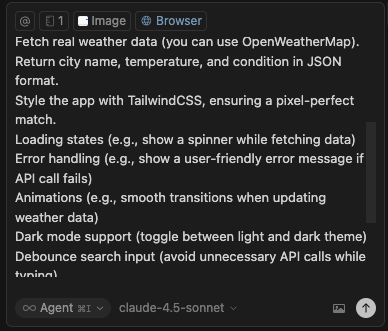 @ 1 Image Browser
Fetch real weather data (you can use OpenWeatherMap).
Return city name, temperature, and condition in JSON
format.
Style the app with TailwindCSS, ensuring a pixel-perfect
match.
Loading states (e.g., show a spinner while fetching data)
Error handling (e.g., show a user-friendly error message if
API call fails)
Animations (e.g., smooth transitions when updating
weather data)
Dark mode support (toggle between light and dark theme)
Debounce search input (avoid unnecessary API calls while
typing)
∞ Agent ⌘I claude-4.5-sonnet